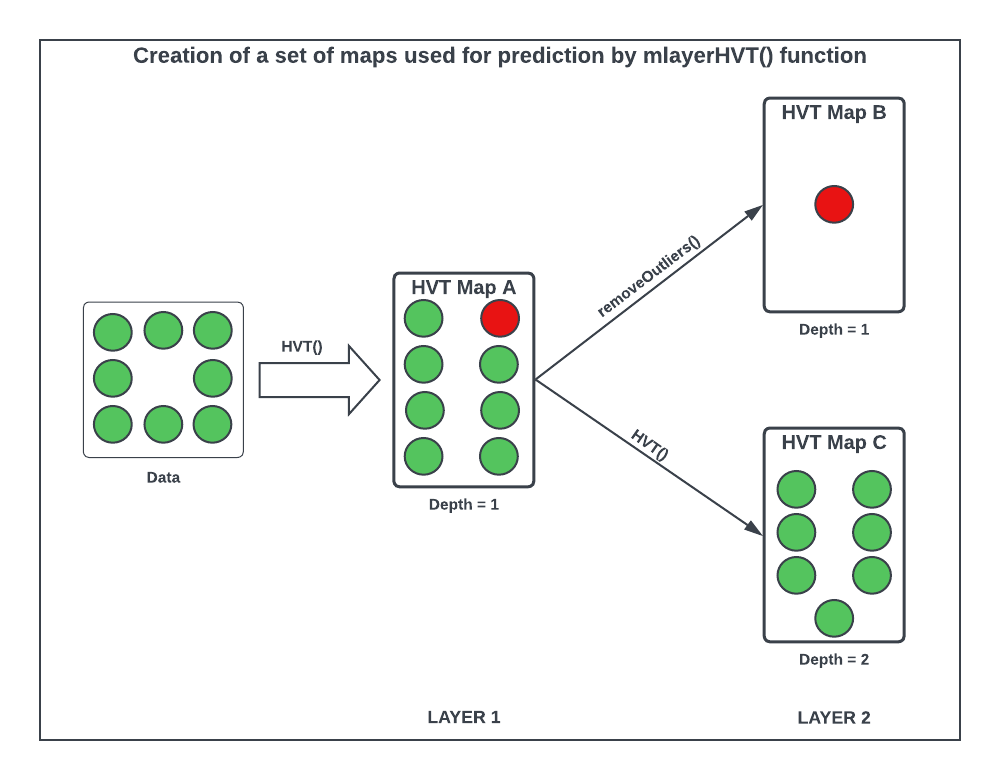 Creation of a set of maps used for prediction by mlayerHVT() function
HVT Map B
removeOutliers()
Depth = 1
HVT Map A
HVT()
Data
Depth = 1
HVT()
HVT Map C
Depth = 2
LAYER 1
LAYER 2